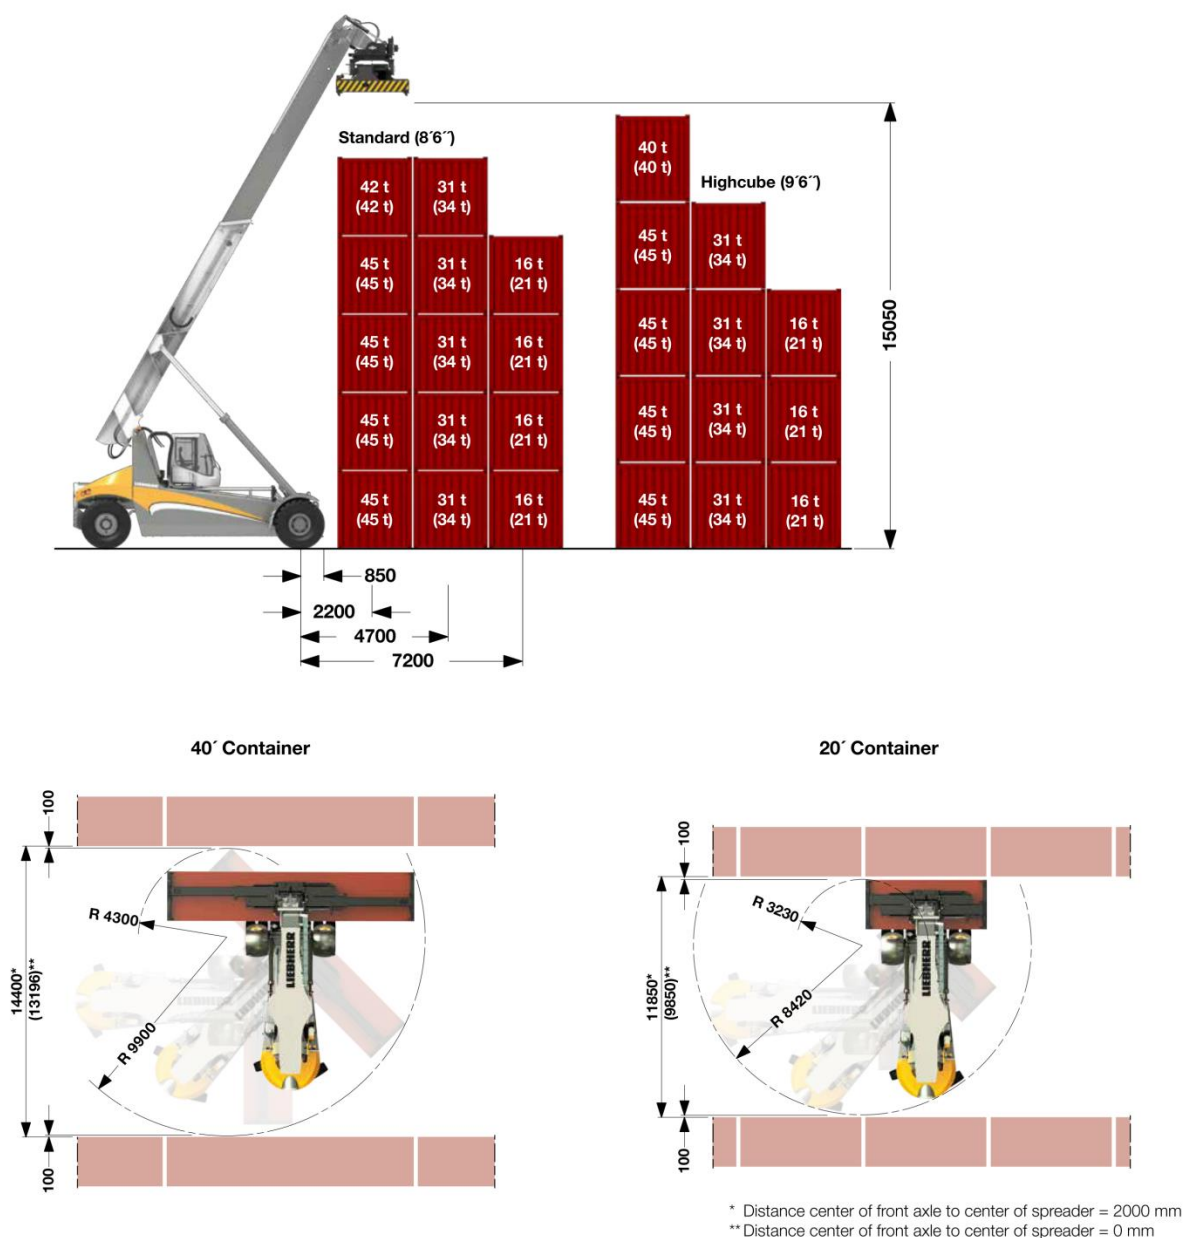 Standard (8´6´´)
42 t
(42 t)
31 t
(34 t)
45 t
(45 t)
31 t
(34 t)
16 t
(21 t)
45 t
(45 t)
31 t
(34 t)
16 t
(21 t)
45 t
(45 t)
31 t
(34 t)
16 t
(21 t)
45 t
(45 t)
31 t
(34 t)
16 t
(21 t)
40 t
(40 t)
Highcube (9´6´´)
45 t
(45 t)
31 t
(34 t)
45 t
(45 t)
31 t
(34 t)
16 t
(21 t)
45 t
(45 t)
31 t
(34 t)
16 t
(21 t)
45 t
(45 t)
31 t
(34 t)
16 t
(21 t)
15050
850
2200
4700
7200
40´ Container
100
14400*
(13196)**
R 4300
R 9900
LIEBHERR
100
20´ Container
100
11850*
(9850)**
R 3230
R 8420
LIEBHERR
100
* Distance center of front axle to center of spreader = 2000 mm
** Distance center of front axle to center of spreader = 0 mm